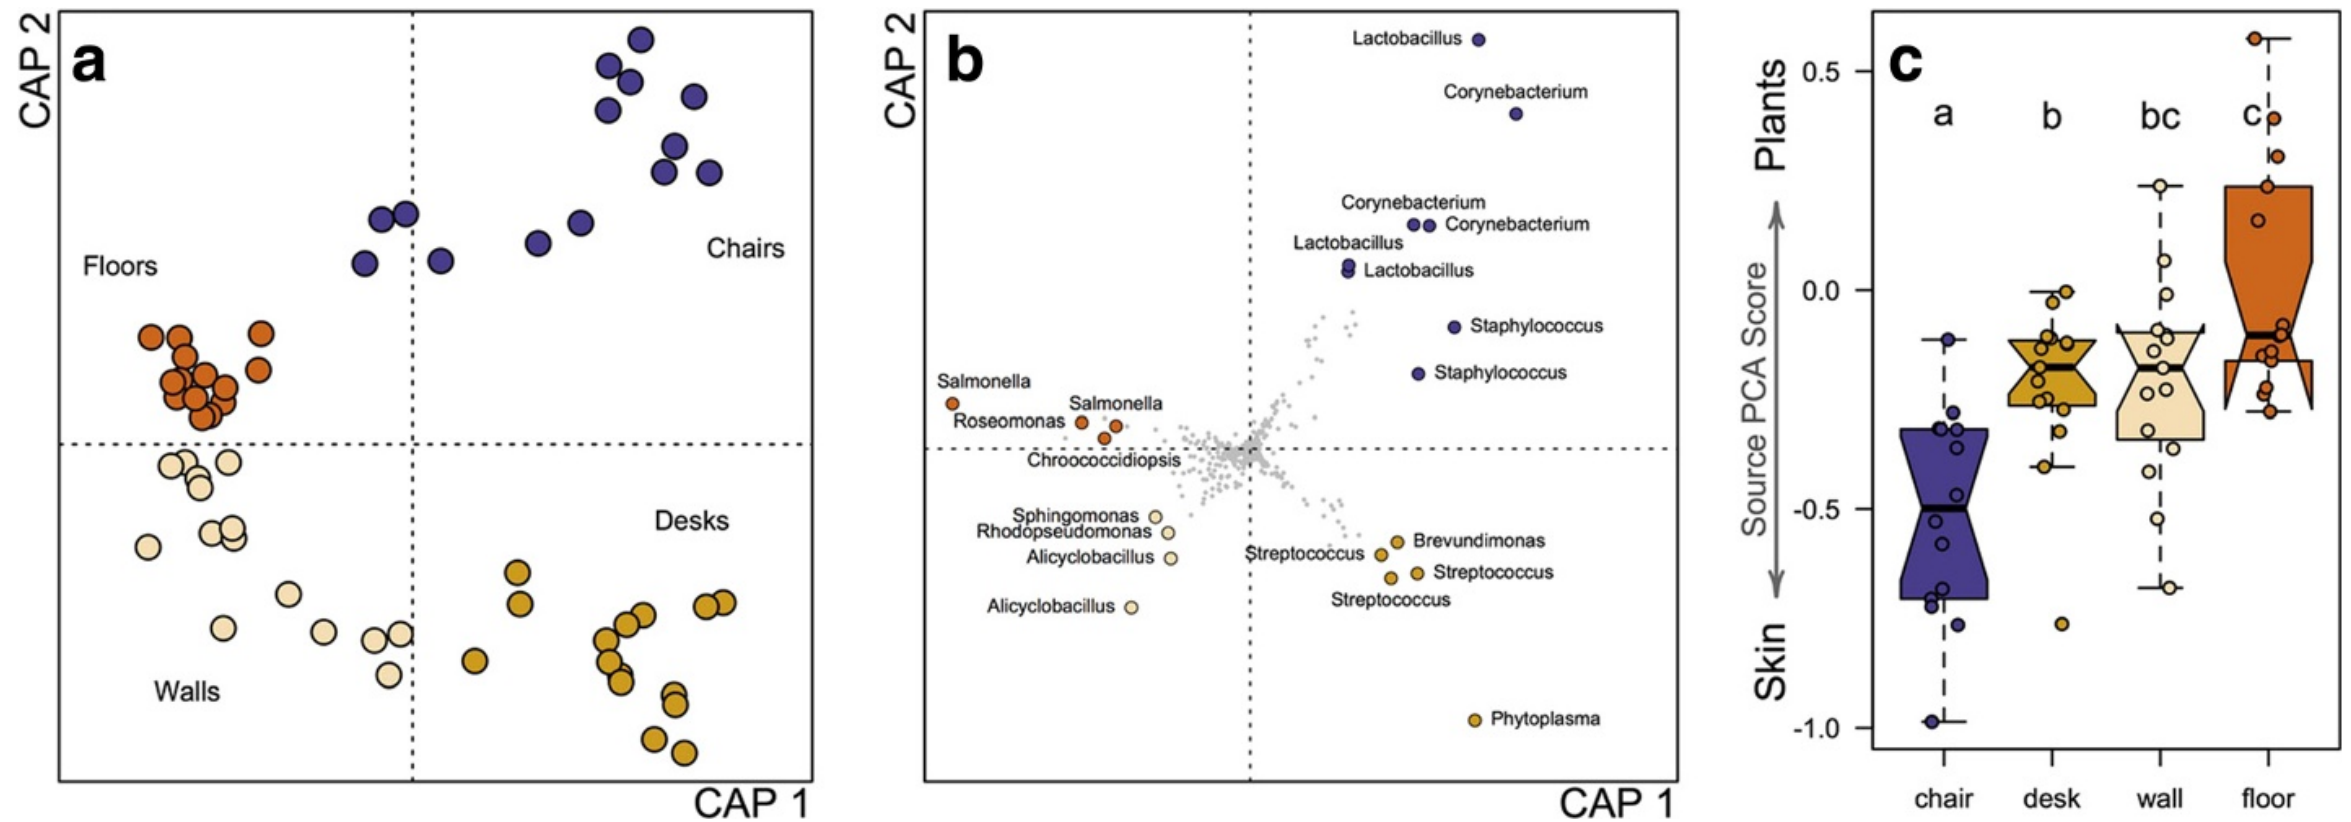 a
CAP 2
Floors
Chairs
Desks
Walls
CAP 1
b
CAP 2
Lactobacillus
Corynebacterium
Corynebacterium
Corynebacterium
Lactobacillus
Lactobacillus
Staphylococcus
Staphylococcus
Salmonella
Salmonella
Roseomonas
Chroococcidiopsis
Sphingomonas
Rhodopseudomonas
Alicyclobacillus
Alicyclobacillus
Brevundimonas
Streptococcus
Streptococcus
Streptococcus
Phytoplasma
CAP 1
c
Plants
Source PCA Score
Skin
0.5
0.0
-0.5
-1.0
a b bc c
chair desk wall floor